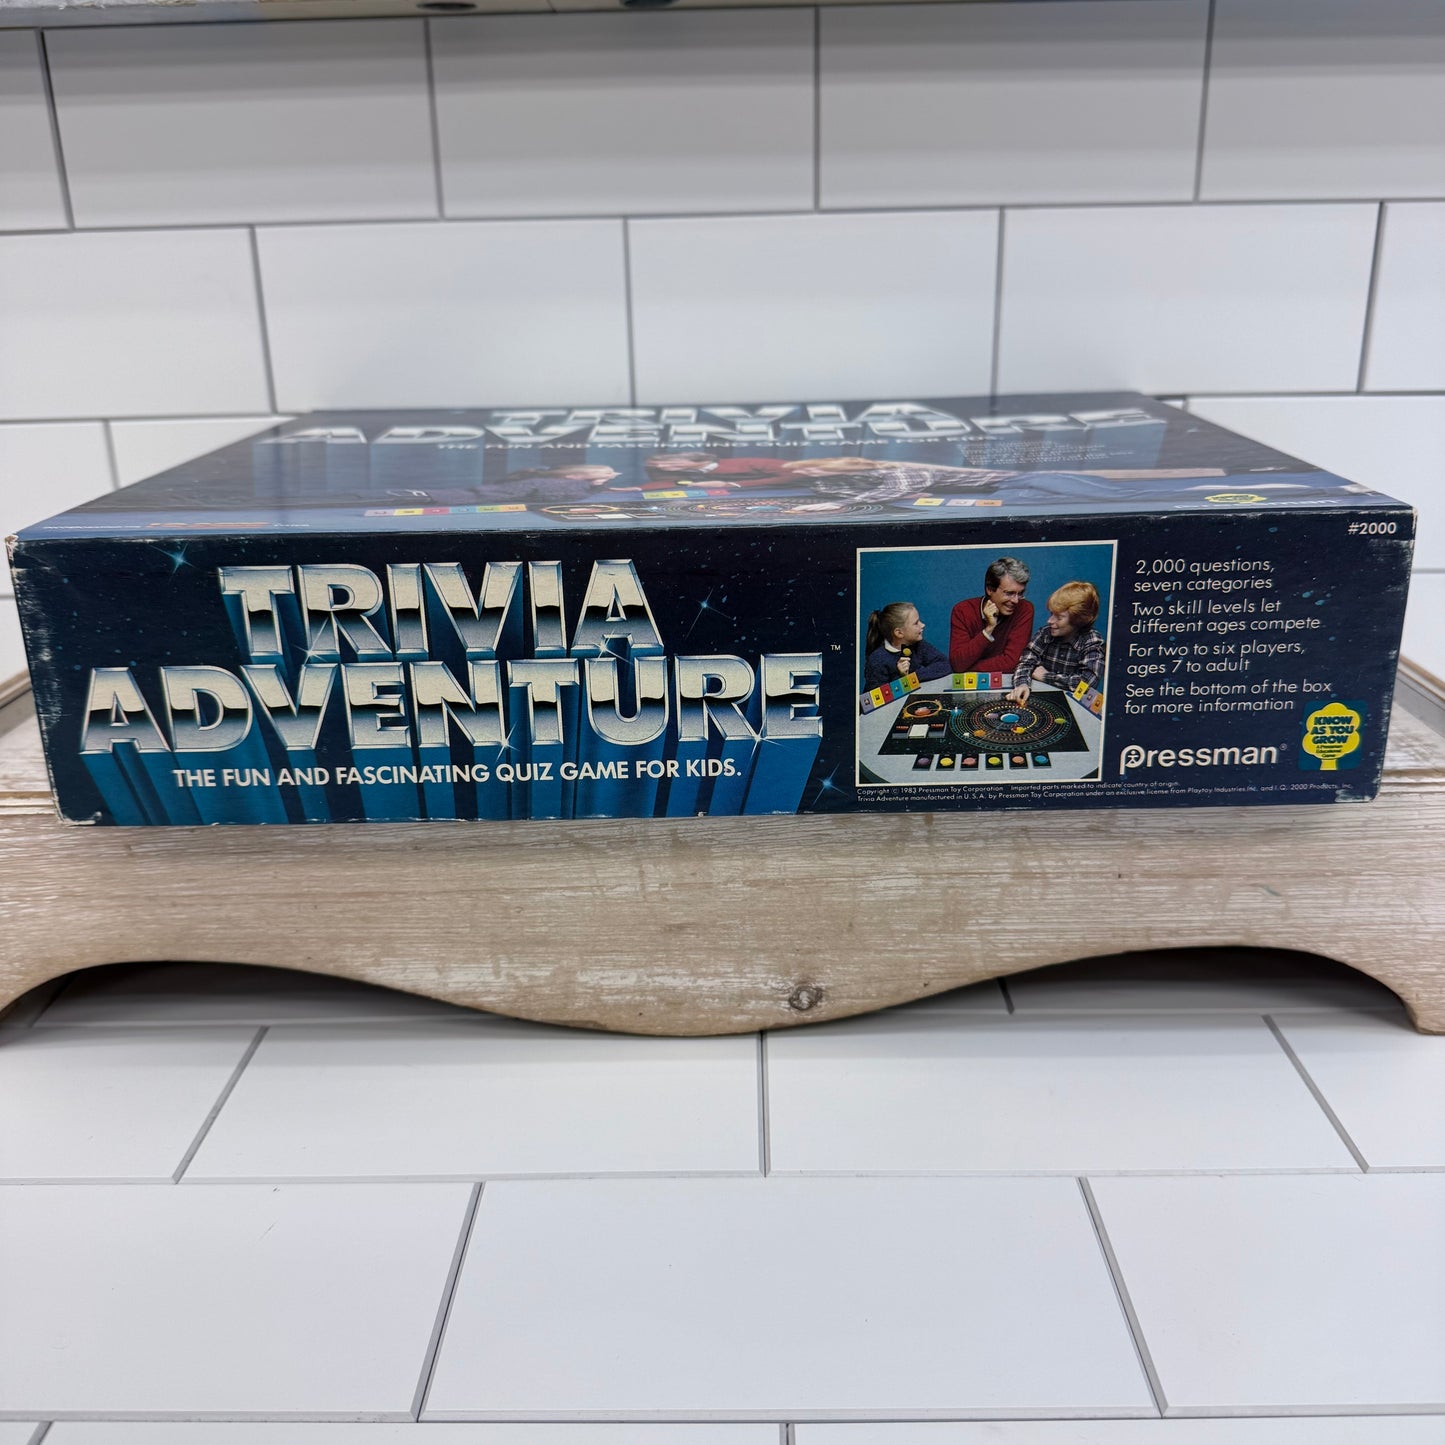 TRIVIA
ADVENTURE
THE FUN AND FASCINATING QUIZ GAME FOR KIDS.
#2000
TRIVIA
ADVENTURE
™
THE FUN AND FASCINATING QUIZ GAME FOR KIDS.
2,000 questions,
seven categories
Two skill levels let
different ages compete
For two to six players,
ages 7 to adult
See the bottom of the box
for more information
Pressman®
KNOW
AS YOU
GROW
A Pressman
Educational
Game
Copyright © 1983 Pressman Toy Corporation Imported parts marked to indicate country of origin.
Trivia Adventure manufactured in U.S.A. by Pressman Toy Corporation under an exclusive license from Playtoy Industries Inc. and I.Q. 2000 Products, Inc.